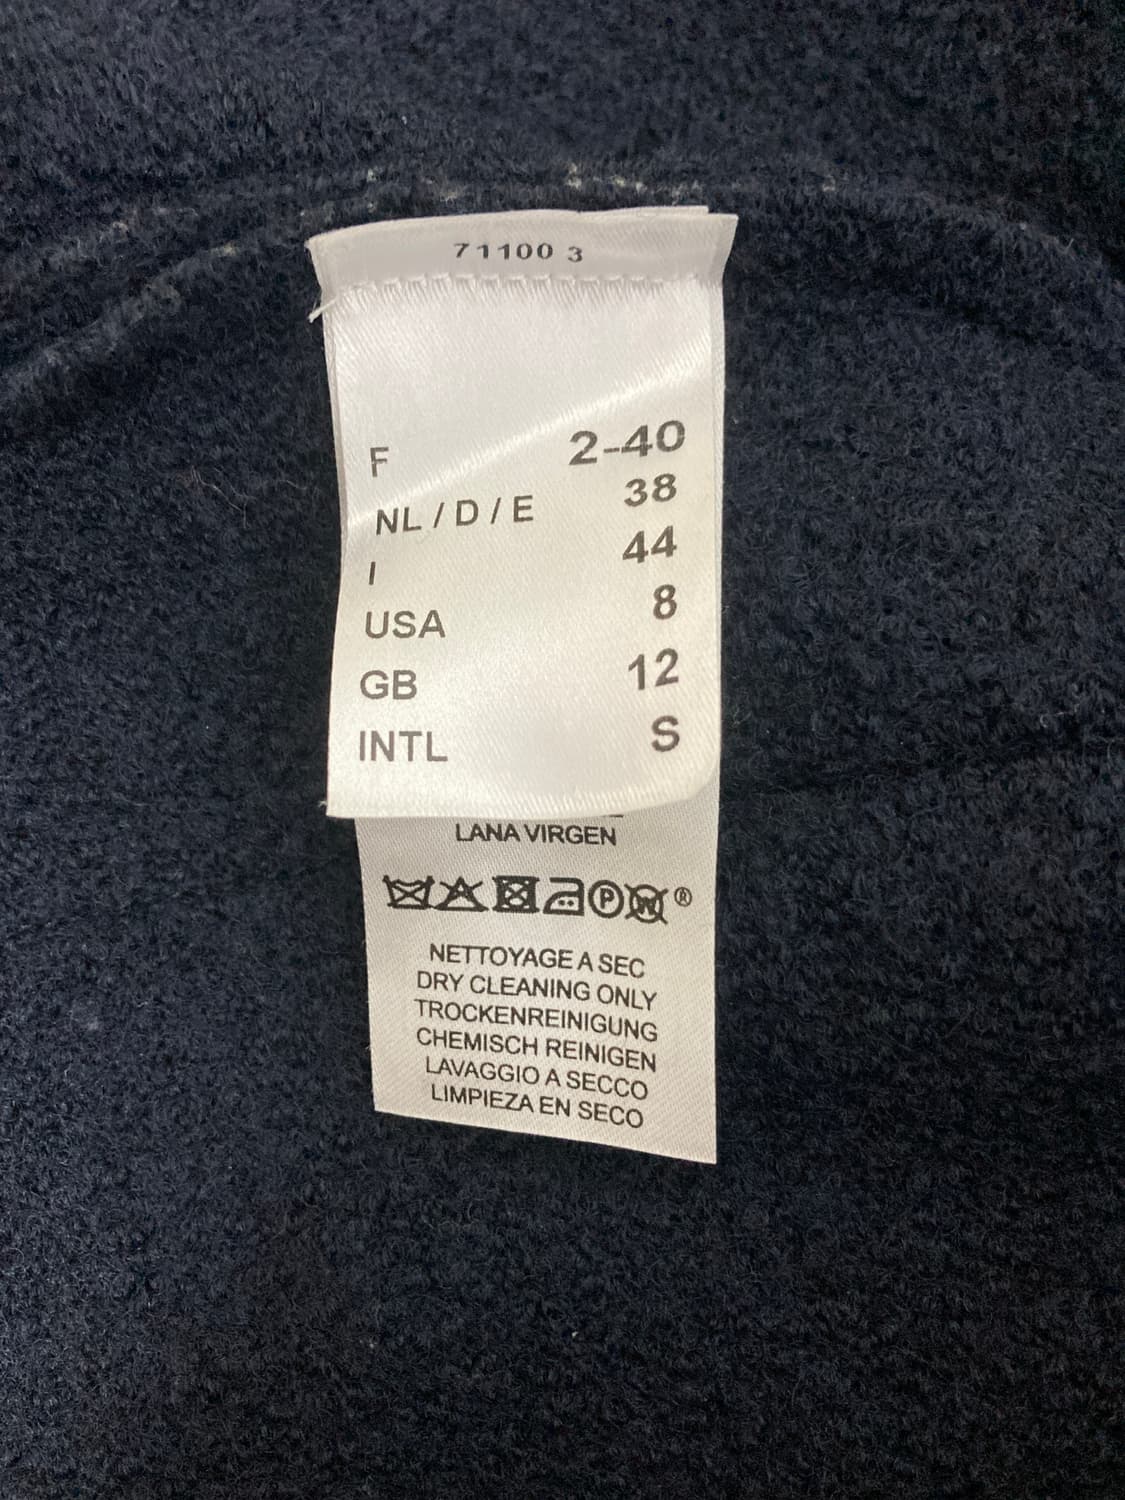 71100 3
F 2-40
NL / D / E 38
I 44
USA 8
GB 12
INTL S
LANA VIRGEN
P W ®
NETTOYAGE A SEC
DRY CLEANING ONLY
TROCKENREINIGUNG
CHEMISCH REINIGEN
LAVAGGIO A SECCO
LIMPIEZA EN SECO